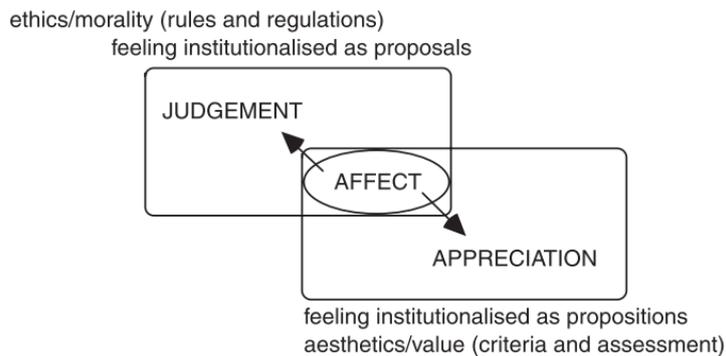 ethics/morality (rules and regulations)
feeling institutionalised as proposals
JUDGEMENT
AFFECT
APPRECIATION
feeling institutionalised as propositions
aesthetics/value (criteria and assessment)